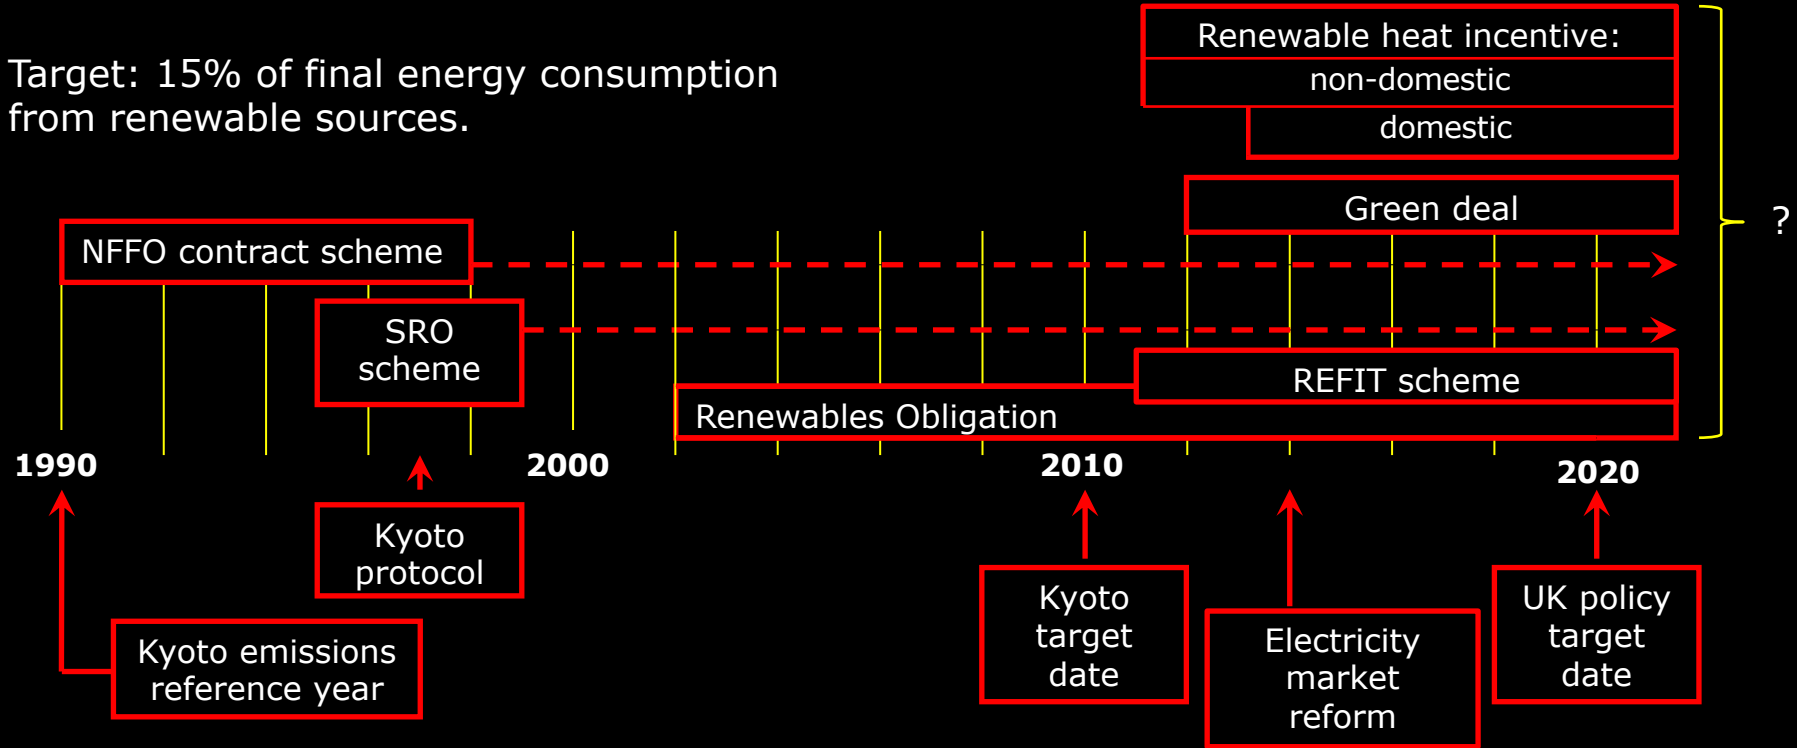 Target: 15% of final energy consumption
from renewable sources.
Renewable heat incentive:
non-domestic
domestic
Green deal
?
NFFO contract scheme
SRO
scheme
REFIT scheme
Renewables Obligation
1990
2000
2010
2020
Kyoto
protocol
Kyoto emissions
reference year
Kyoto
target
date
Electricity
market
reform
UK policy
target
date